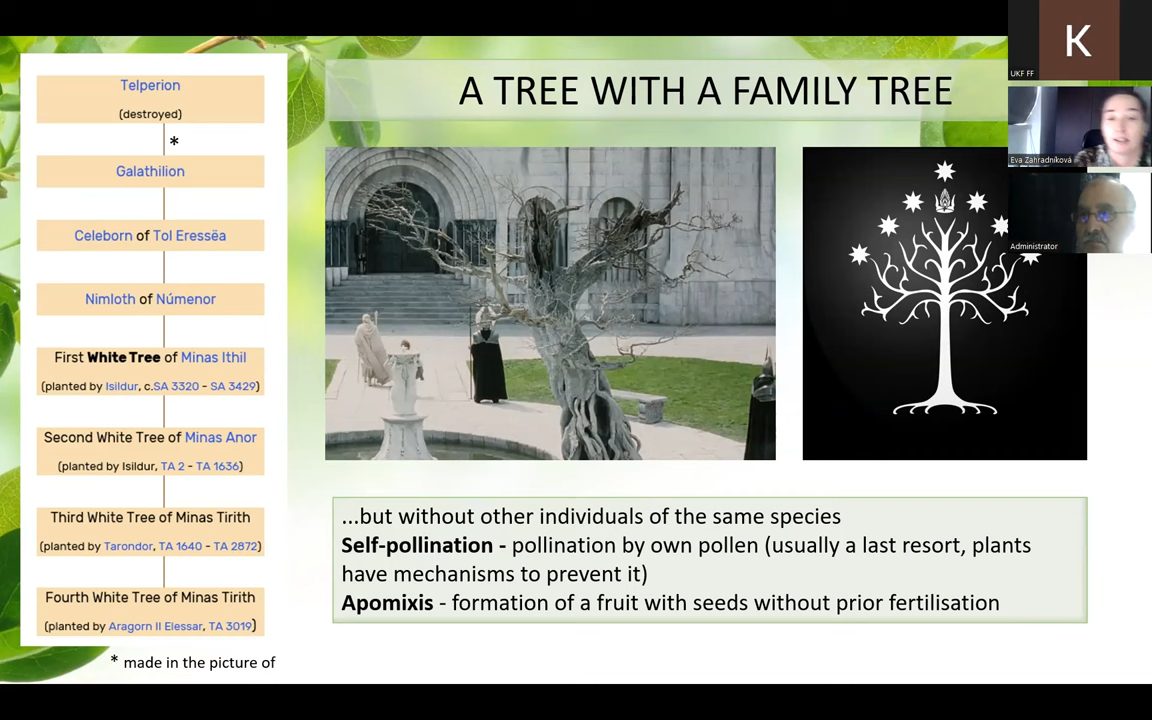 A TREE WITH A FAMILY TREE
Telperion
(destroyed)
*
Galathilion
Celeborn of Tol Eressëa
Nimloth of Númenor
First White Tree of Minas Ithil
(planted by Isildur, c.SA 3320 - SA 3429)
Second White Tree of Minas Anor
(planted by Isildur, TA 2 - TA 1636)
Third White Tree of Minas Tirith
(planted by Tarondor, TA 1640 - TA 2872)
Fourth White Tree of Minas Tirith
(planted by Aragorn II Elessar, TA 3019)
* made in the picture of
...but without other individuals of the same species
Self-pollination - pollination by own pollen (usually a last resort, plants
have mechanisms to prevent it)
Apomixis - formation of a fruit with seeds without prior fertilisation
K
UKF FF
Eva Zahradníková
Administrator